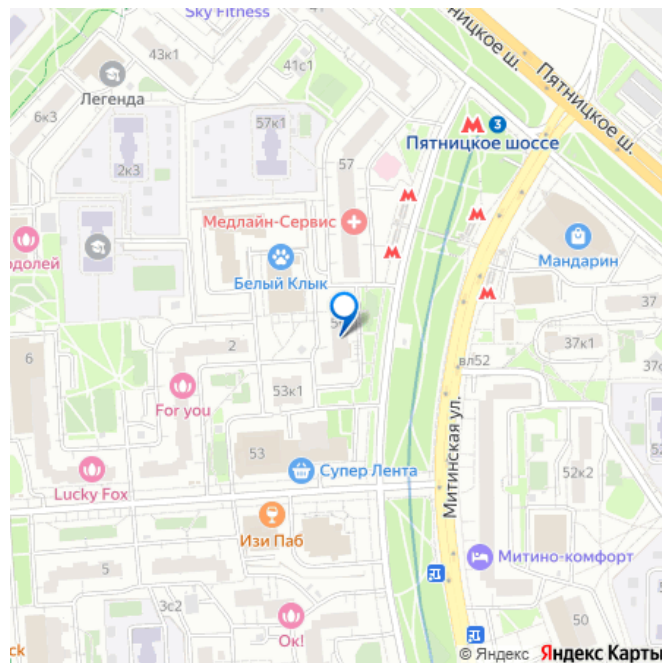 Sky Fitness
43к1
41с1
Легенда
6к3
57к1
2к3
57
Пятницкое ш.
Пятницкое ш.
3
Пятницкое шоссе
Медлайн-Сервис
Белый Клык
Мандарин
37
37к1
6
2
вл52
For you
53к1
53
Супер Лента
Lucky Fox
Митинская ул.
52к2
Изи Паб
5
Митино-комфорт
3с2
50
Ок!
ck
© Яндекс Яндекс Карты